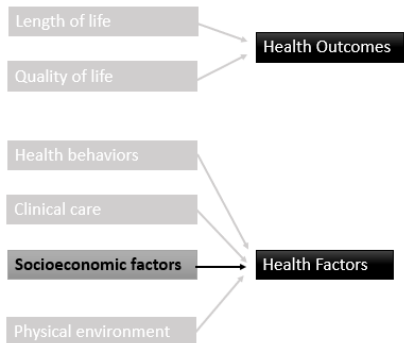 Length of life
Health Outcomes
Quality of life
Health behaviors
Clinical care
Socioeconomic factors
Health Factors
Physical environment